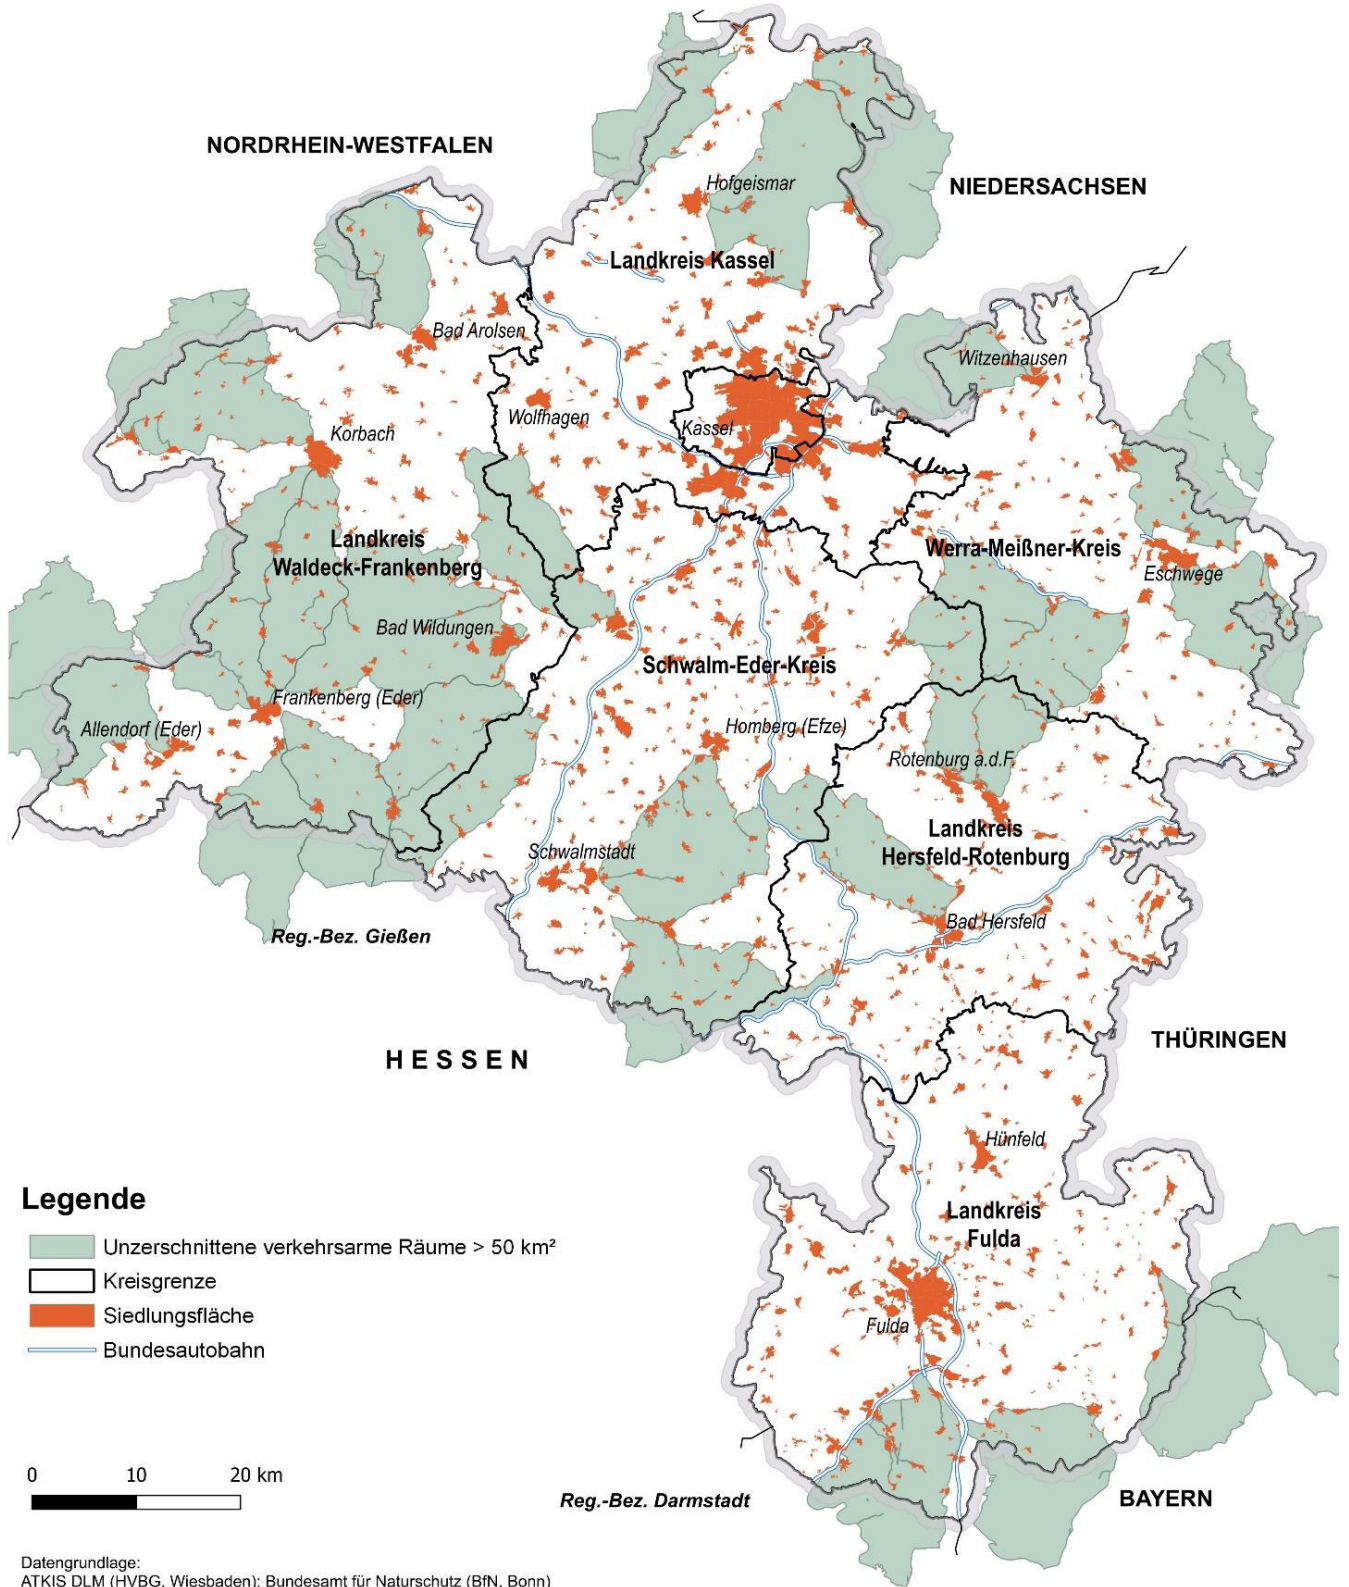 NORDRHEIN-WESTFALEN
NIEDERSACHSEN
Hofgeismar
Landkreis Kassel
Bad Arolsen
Witzenhausen
Wolfhagen
Kassel
Korbach
Landkreis
Waldeck-Frankenberg
Werra-Meißner-Kreis
Eschwege
Bad Wildungen
Schwalm-Eder-Kreis
Frankenberg (Eder)
Allendorf (Eder)
Homberg (Efze)
Rotenburg a.d.F.
Landkreis
Hersfeld-Rotenburg
Schwalmstadt
Bad Hersfeld
Reg.-Bez. Gießen
HESSEN
THÜRINGEN
Hünfeld
Landkreis
Fulda
Fulda
Legende
Unzerschnittene verkehrsarme Räume > 50 km²
Kreisgrenze
Siedlungsfläche
Bundesautobahn
0 10 20 km
Reg.-Bez. Darmstadt
BAYERN
Datengrundlage:
ATKIS DLM (HVBG, Wiesbaden); Bundesamt für Naturschutz (BfN, Bonn)